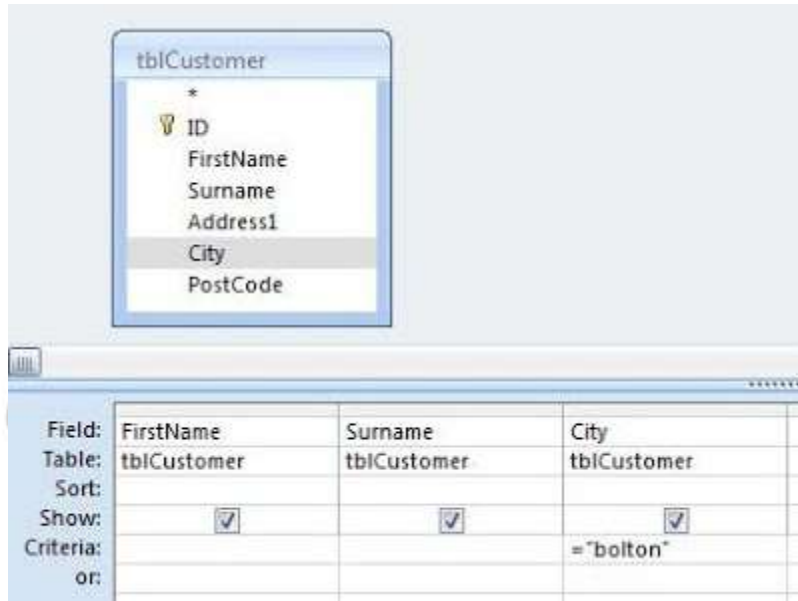 tblCustomer
*
ID
FirstName
Surname
Address1
City
PostCode
Field: FirstName Surname City
Table: tblCustomer tblCustomer tblCustomer
Sort:
Show:
Criteria: ="bolton"
or: